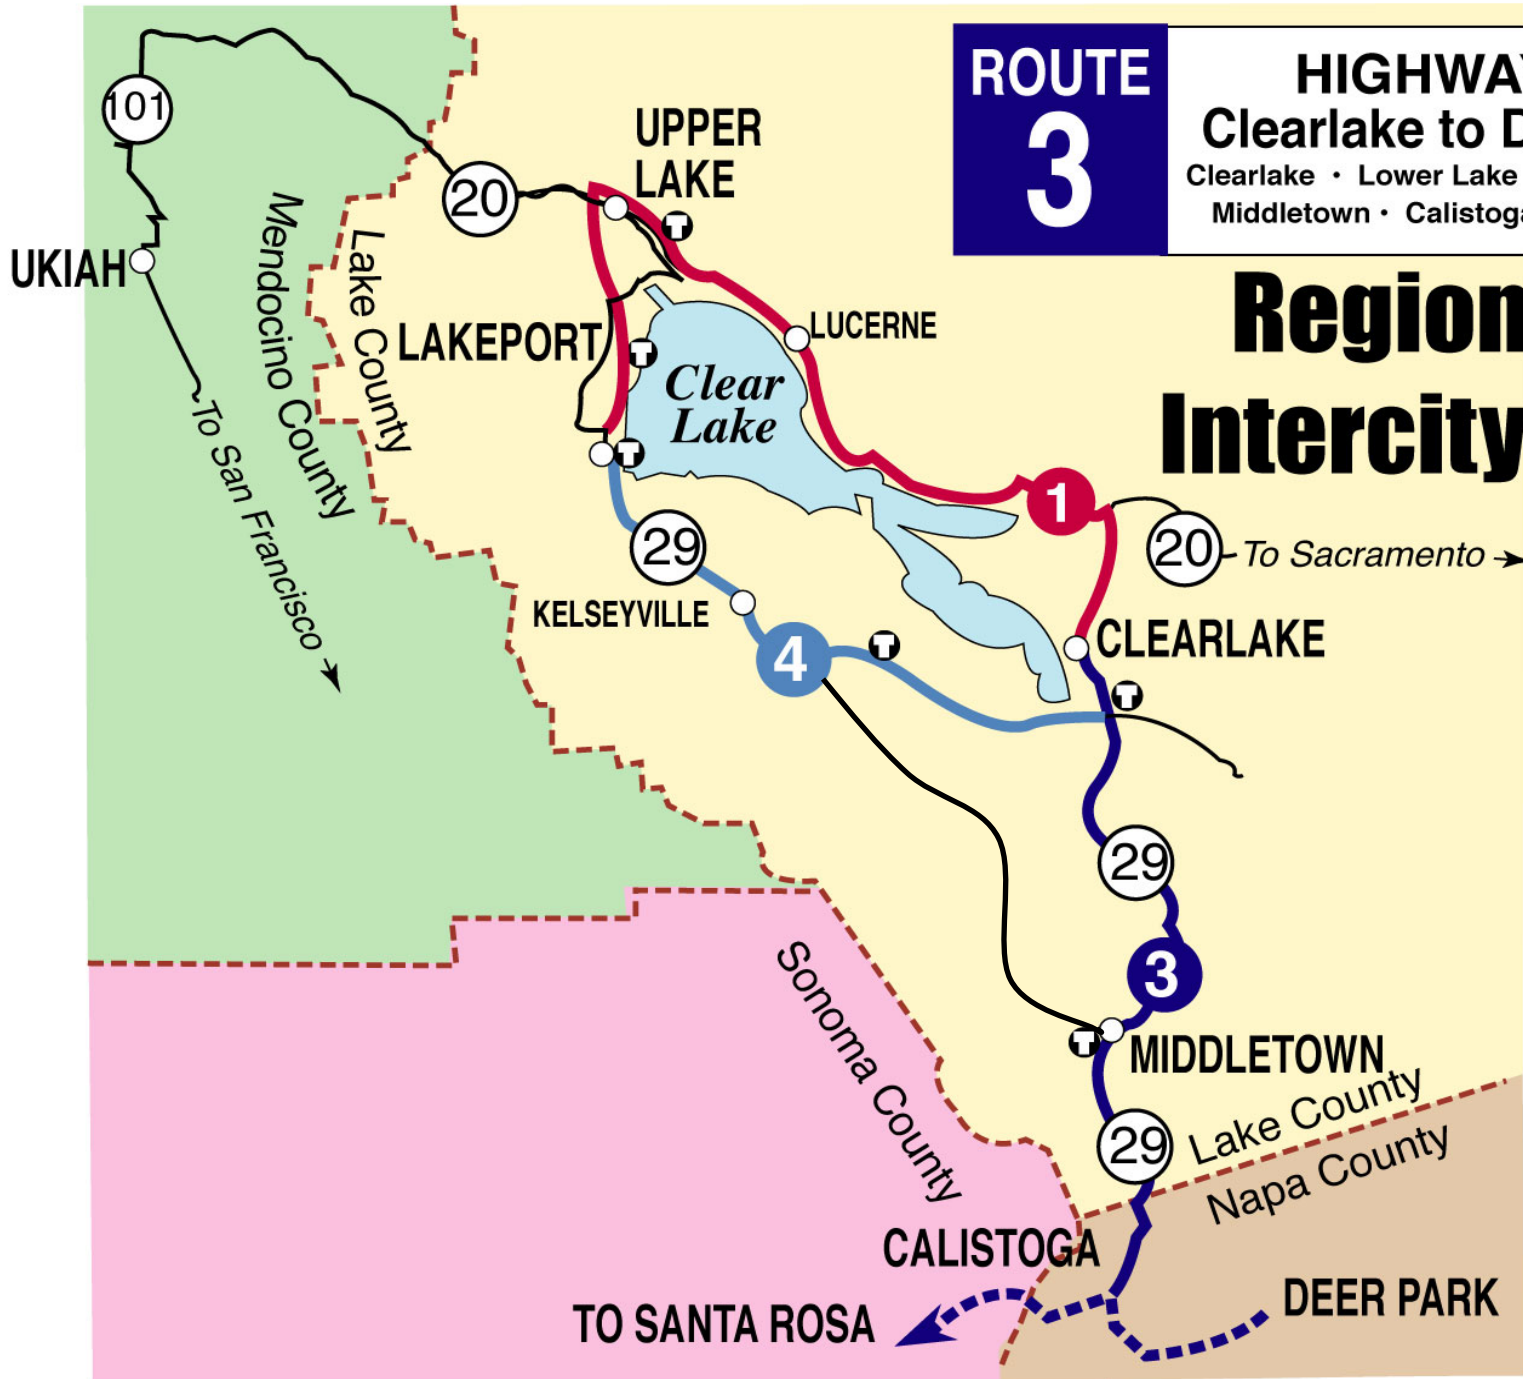 ROUTE
3
HIGHWAY
Clearlake to D
Clearlake • Lower Lake
Middletown • Calistoga
Region
Intercity
101
20
UPPER
LAKE
UKIAH
Mendocino County
Lake County
LAKEPORT
LUCERNE
Clear
Lake
To San Francisco
1
20
To Sacramento
29
KELSEYVILLE
4
CLEARLAKE
T
T
T
T
T
T
29
3
Sonoma County
MIDDLETOWN
29
Lake County
Napa County
CALISTOGA
TO SANTA ROSA
DEER PARK